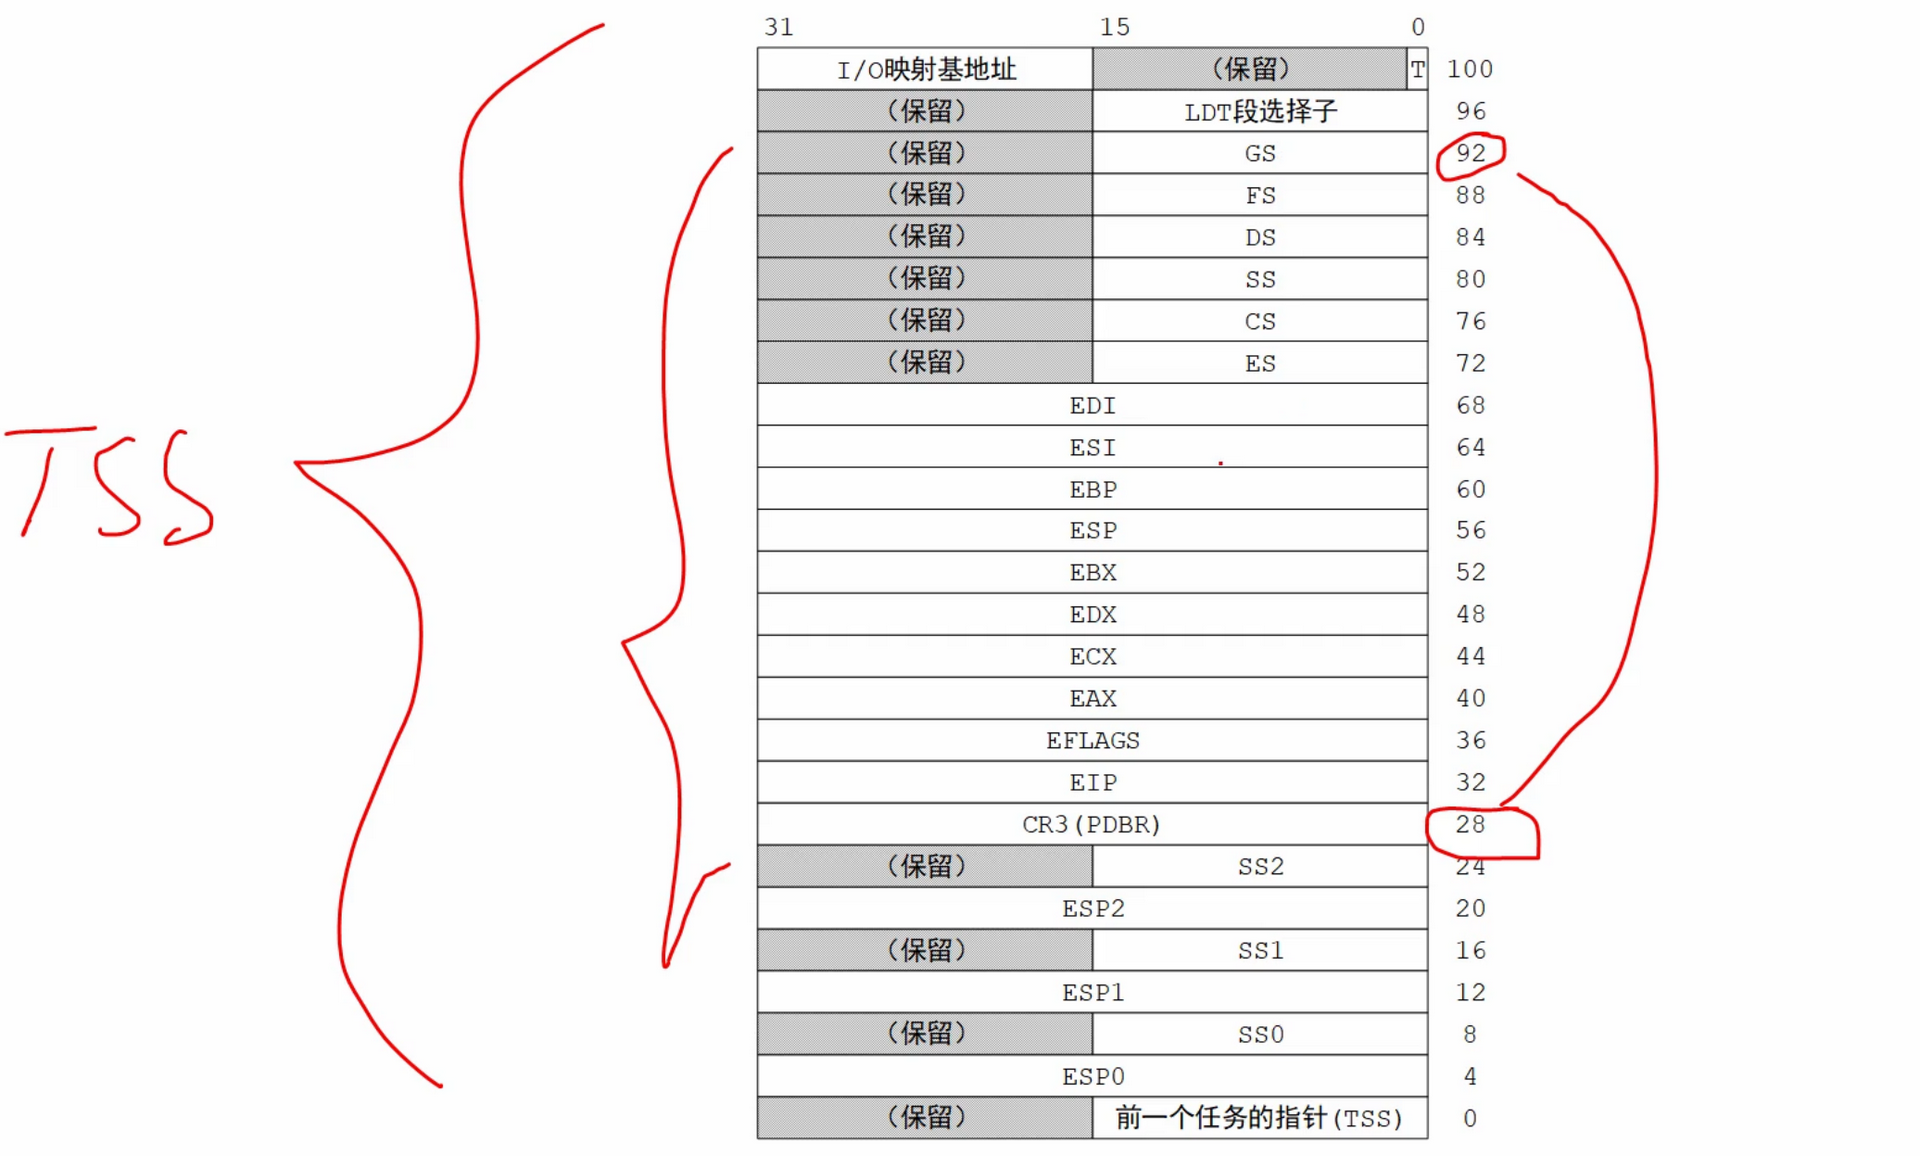 31 15 0
I/O映射基地址 （保留） T 100
（保留） LDT段选择子 96
（保留） GS 92
（保留） FS 88
（保留） DS 84
（保留） SS 80
（保留） CS 76
（保留） ES 72
EDI 68
ESI 64
TSS
EBP 60
ESP 56
EBX 52
EDX 48
ECX 44
EAX 40
EFLAGS 36
EIP 32
CR3(PDBR) 28
（保留） SS2 24
ESP2 20
（保留） SS1 16
ESP1 12
（保留） SS0 8
ESP0 4
（保留） 前一个任务的指针(TSS) 0